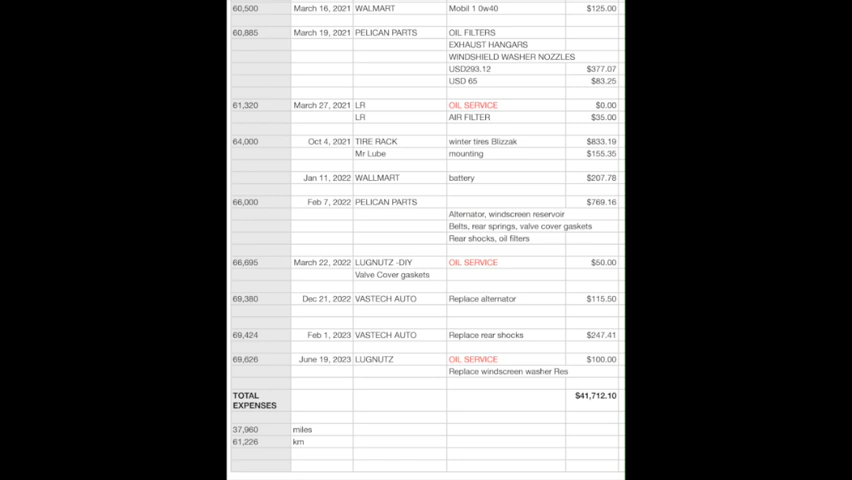 60,500 March 16, 2021 WALMART Mobil 1 0w40 $125.00
60,885 March 19, 2021 PELICAN PARTS OIL FILTERS
EXHAUST HANGARS
WINDSHIELD WASHER NOZZLES
USD293.12 $377.07
USD 65 $83.25
61,320 March 27, 2021 LR OIL SERVICE $0.00
LR AIR FILTER $35.00
64,000 Oct 4, 2021 TIRE RACK winter tires Blizzak $833.19
Mr Lube mounting $155.35
Jan 11, 2022 WALLMART battery $207.78
66,000 Feb 7, 2022 PELICAN PARTS $769.16
Alternator, windscreen reservoir
Belts, rear springs, valve cover gaskets
Rear shocks, oil filters
66,695 March 22, 2022 LUGNUTZ -DIY OIL SERVICE $50.00
Valve Cover gaskets
69,380 Dec 21, 2022 VASTECH AUTO Replace alternator $115.50
69,424 Feb 1, 2023 VASTECH AUTO Replace rear shocks $247.41
69,626 June 19, 2023 LUGNUTZ OIL SERVICE $100.00
Replace windscreen washer Res
TOTAL EXPENSES $41,712.10
37,960 miles
61,226 km